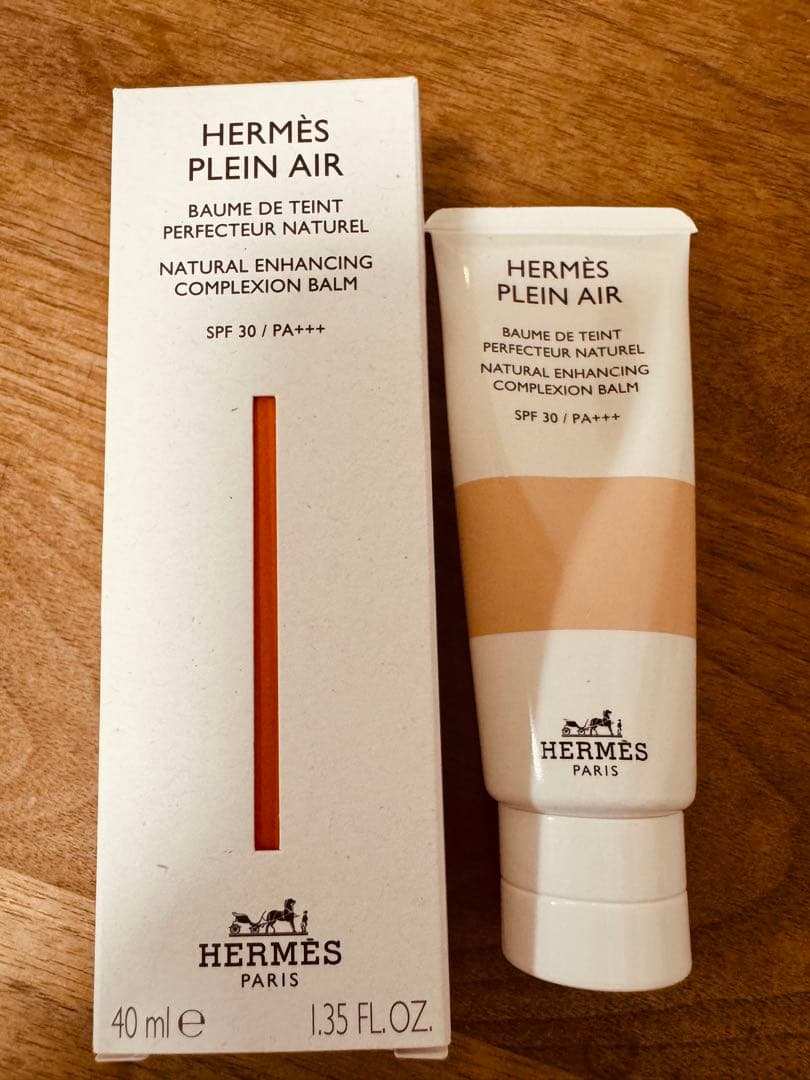 HERMÈS
PLEIN AIR
BAUME DE TEINT
PERFECTEUR NATUREL
NATURAL ENHANCING
COMPLEXION BALM
SPF 30 / PA+++
HERMÈS
PARIS
40 ml ℮
1.35 FL. OZ.
HERMÈS
PLEIN AIR
BAUME DE TEINT
PERFECTEUR NATUREL
NATURAL ENHANCING
COMPLEXION BALM
SPF 30 / PA+++
HERMÈS
PARIS